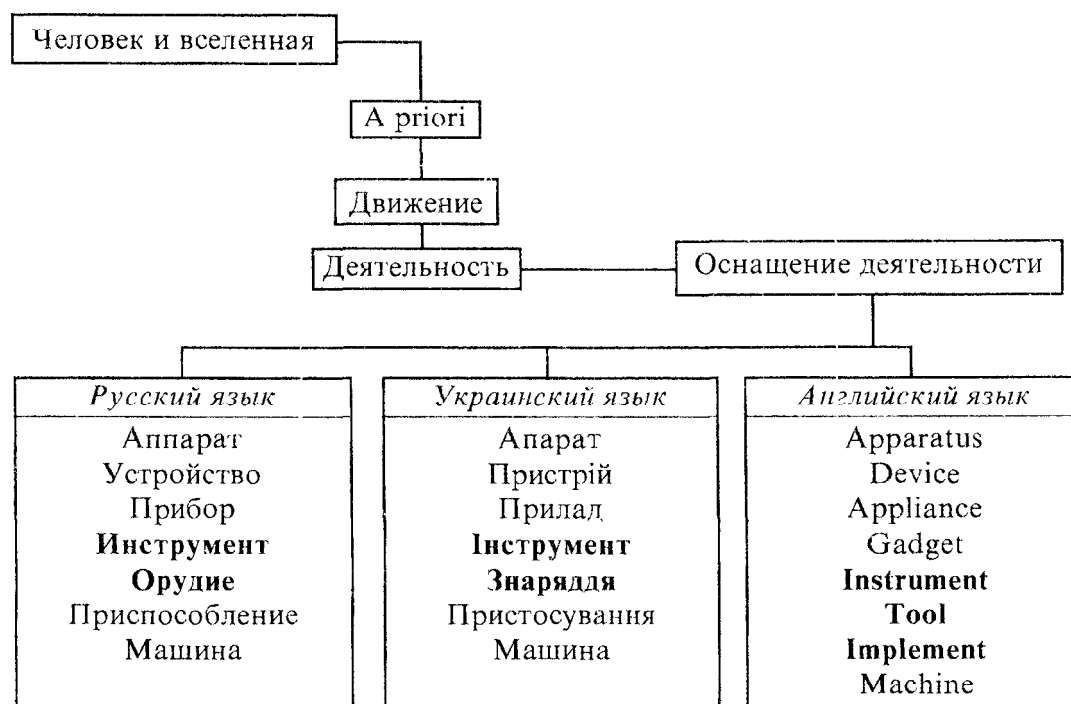 Человек и вселенная
A priori
Движение
Деятельность
Оснащение деятельности
Русский язык
Аппарат
Устройство
Прибор
Инструмент
Орудие
Приспособление
Машина
Украинский язык
Апарат
Пристрій
Прилад
Інструмент
Знаряддя
Пристосування
Машина
Английский язык
Apparatus
Device
Appliance
Gadget
Instrument
Tool
Implement
Machine